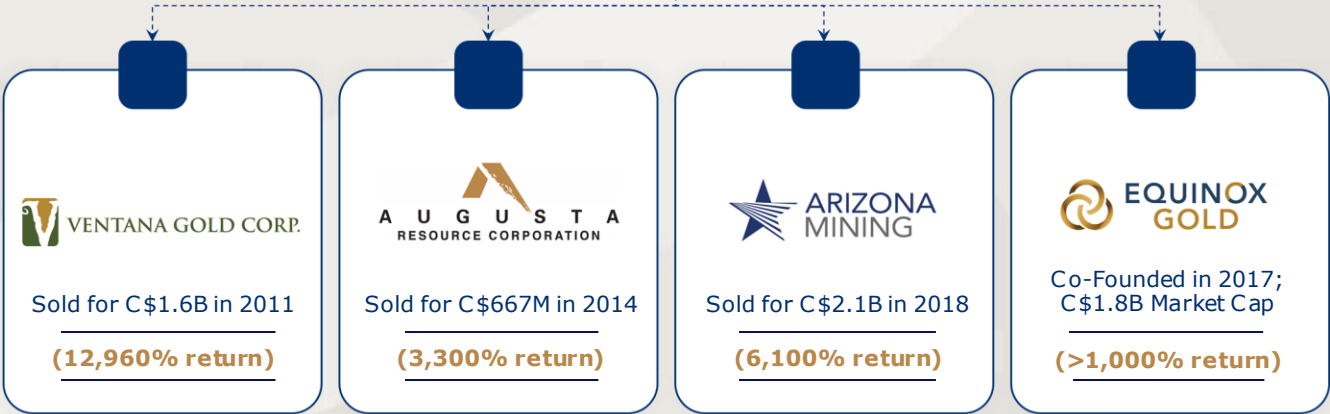 VENTANA GOLD CORP.
Sold for C$1.6B in 2011
(12,960% return)
AUGUSTA
RESOURCE CORPORATION
Sold for C$667M in 2014
(3,300% return)
ARIZONA
MINING
Sold for C$2.1B in 2018
(6,100% return)
EQUINOX
GOLD
Co-Founded in 2017;
C$1.8B Market Cap
(>1,000% return)